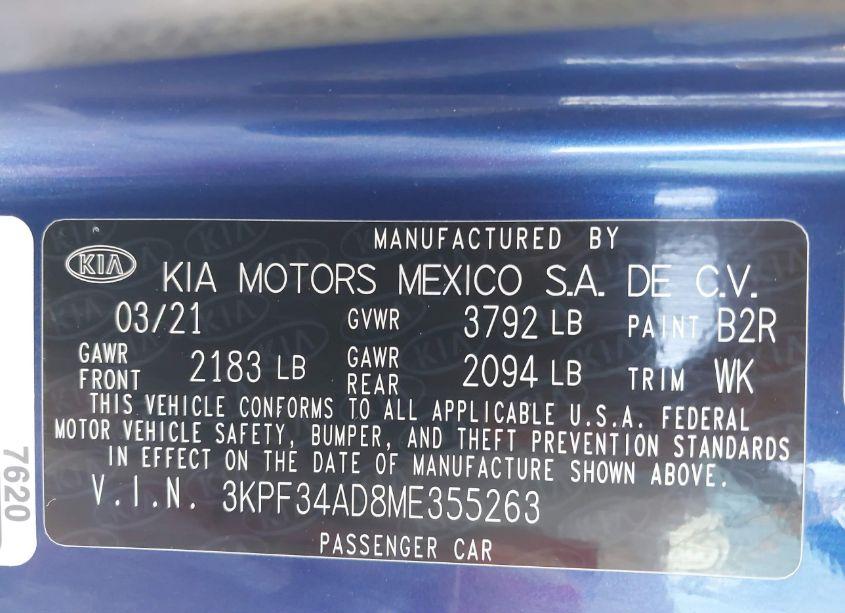 MANUFACTURED BY
KIA
KIA MOTORS MEXICO S.A. DE C.V.
03/21 GVWR 3792 LB PAINT B2R
GAWR FRONT 2183 LB GAWR REAR 2094 LB TRIM WK
THIS VEHICLE CONFORMS TO ALL APPLICABLE U.S.A. FEDERAL
MOTOR VEHICLE SAFETY, BUMPER, AND THEFT PREVENTION STANDARDS
IN EFFECT ON THE DATE OF MANUFACTURE SHOWN ABOVE.
V.I.N. 3KPF34AD8ME355263
PASSENGER CAR
7620